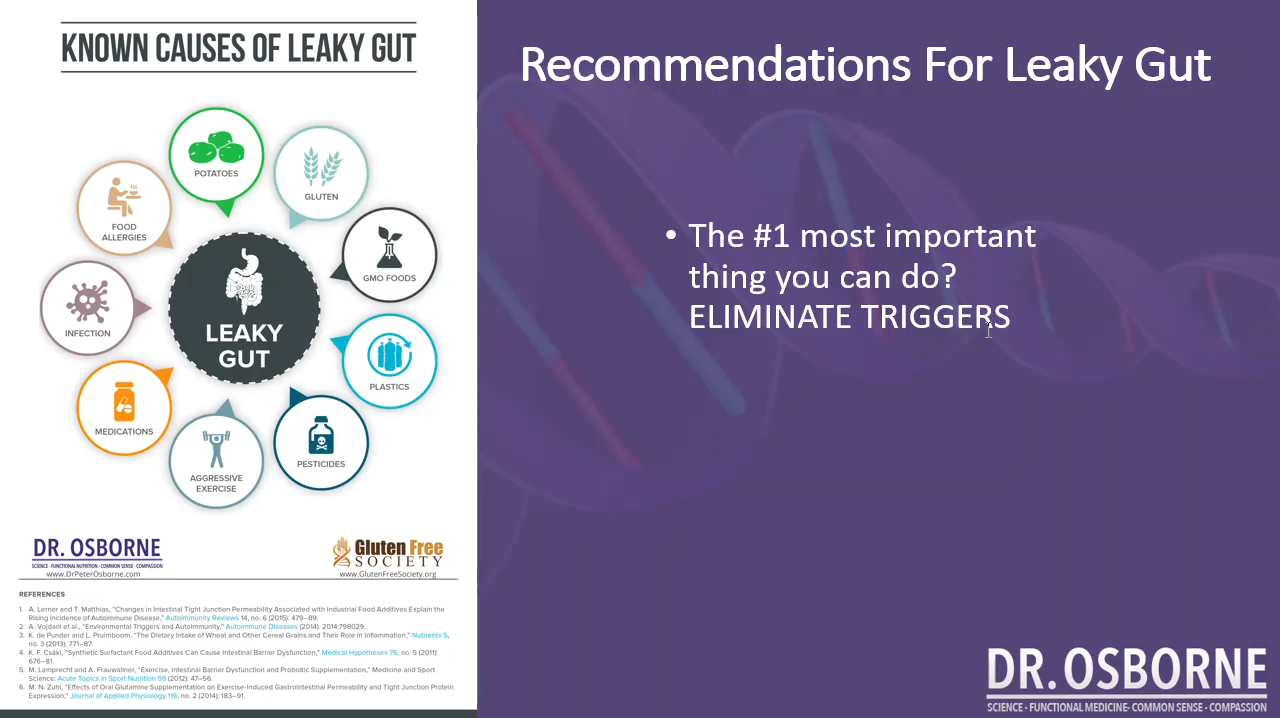 KNOWN CAUSES OF LEAKY GUT
POTATOES
GLUTEN
FOOD
ALLERGIES
GMO FOODS
INFECTION
LEAKY
GUT
PLASTICS
MEDICATIONS
PESTICIDES
AGGRESSIVE
EXERCISE
DR. OSBORNE
SCIENCE · FUNCTIONAL NUTRITION · COMMON SENSE · COMPASSION
www.DrPeterOsborne.com
Gluten Free
SOCIETY
www.GlutenFreeSociety.org
REFERENCES
1. A. Lerner and T. Matthias, “Changes in Intestinal Tight Junction Permeability Associated with Industrial Food Additives Explain the
Rising Incidence of Autoimmune Disease,” Autoimmunity Reviews 14, no. 6 (2015): 479–89.
2. A. Vojdani et al., “Environmental Triggers and Autoimmunity,” Autoimmune Diseases (2014): 2014:798029.
3. K. de Punder and L. Pruimboom, “The Dietary Intake of Wheat and Other Cereal Grains and Their Role in Inflammation,” Nutrients 5,
no. 3 (2013): 771–87.
4. K. F. Csáki, “Synthetic Surfactant Food Additives Can Cause Intestinal Barrier Dysfunction,” Medical Hypotheses 76, no. 5 (2011):
676–81.
5. M. Lamprecht and A. Frauwallner, “Exercise, Intestinal Barrier Dysfunction and Probiotic Supplementation,” Medicine and Sport
Science: Acute Topics in Sport Nutrition 59 (2012): 47–56.
6. M. N. Zuhl, “Effects of Oral Glutamine Supplementation on Exercise-Induced Gastrointestinal Permeability and Tight Junction Protein
Expression,” Journal of Applied Physiology 116, no. 2 (2014): 183–91.
Recommendations For Leaky Gut
• The #1 most important
thing you can do?
ELIMINATE TRIGGERS
DR. OSBORNE
SCIENCE - FUNCTIONAL MEDICINE- COMMON SENSE - COMPASSION